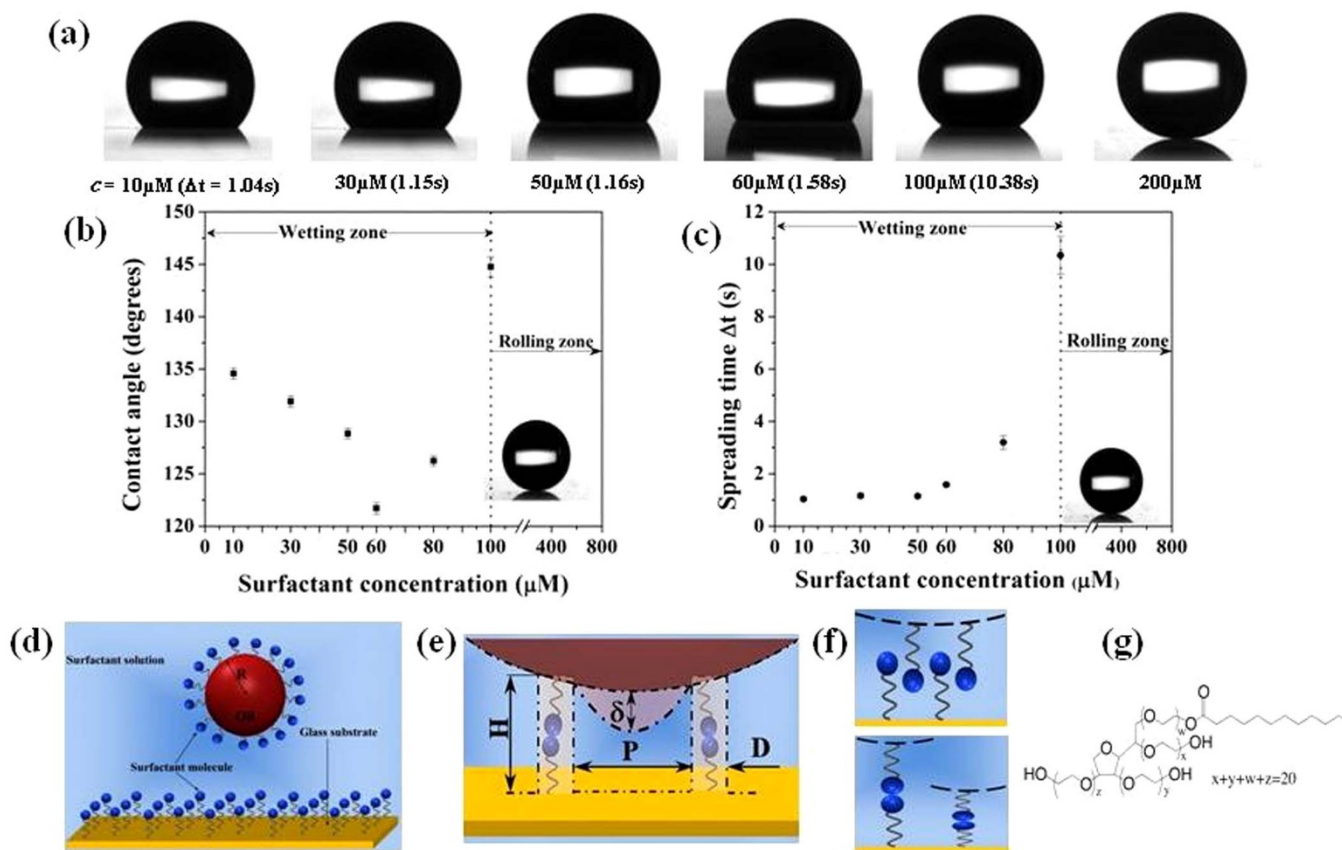 (a)
c = 10µM (Δt = 1.04s) 30µM (1.15s) 50µM (1.16s) 60µM (1.58s) 100µM (10.38s) 200µM
(b)
150
145
135
130
125
120
Contact angle (degrees)
Wetting zone
Rolling zone
0 10 30 50 60 80 100 400 800
Surfactant concentration (µM)
(c)
12
10
8
6
4
2
0
Spreading time Δt (s)
Wetting zone
Rolling zone
0 10 30 50 60 80 100 400 800
Surfactant concentration (µM)
(d)
Surfactant solution
R
Oil
Glass substrate
Surfactant molecule
(e)
H
δ
P
D
(f)
(g)
O
O
w O
O x OH
O
HO O z O y OH
x+y+w+z=20